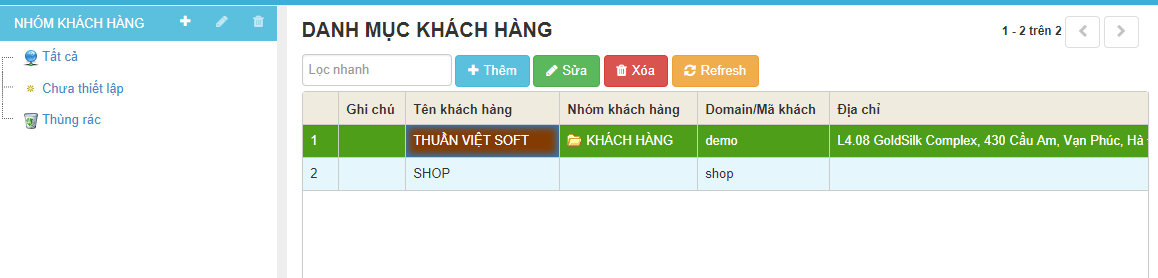 NHÓM KHÁCH HÀNG
Tất cả
Chưa thiết lập
Thùng rác
DANH MỤC KHÁCH HÀNG
1 - 2 trên 2
Lọc nhanh
Thêm
Sửa
Xóa
Refresh
Ghi chú Tên khách hàng Nhóm khách hàng Domain/Mã khách Địa chỉ
1 THUẦN VIỆT SOFT KHÁCH HÀNG demo L4.08 GoldSilk Complex, 430 Cầu Am, Vạn Phúc, Hà
2 SHOP shop